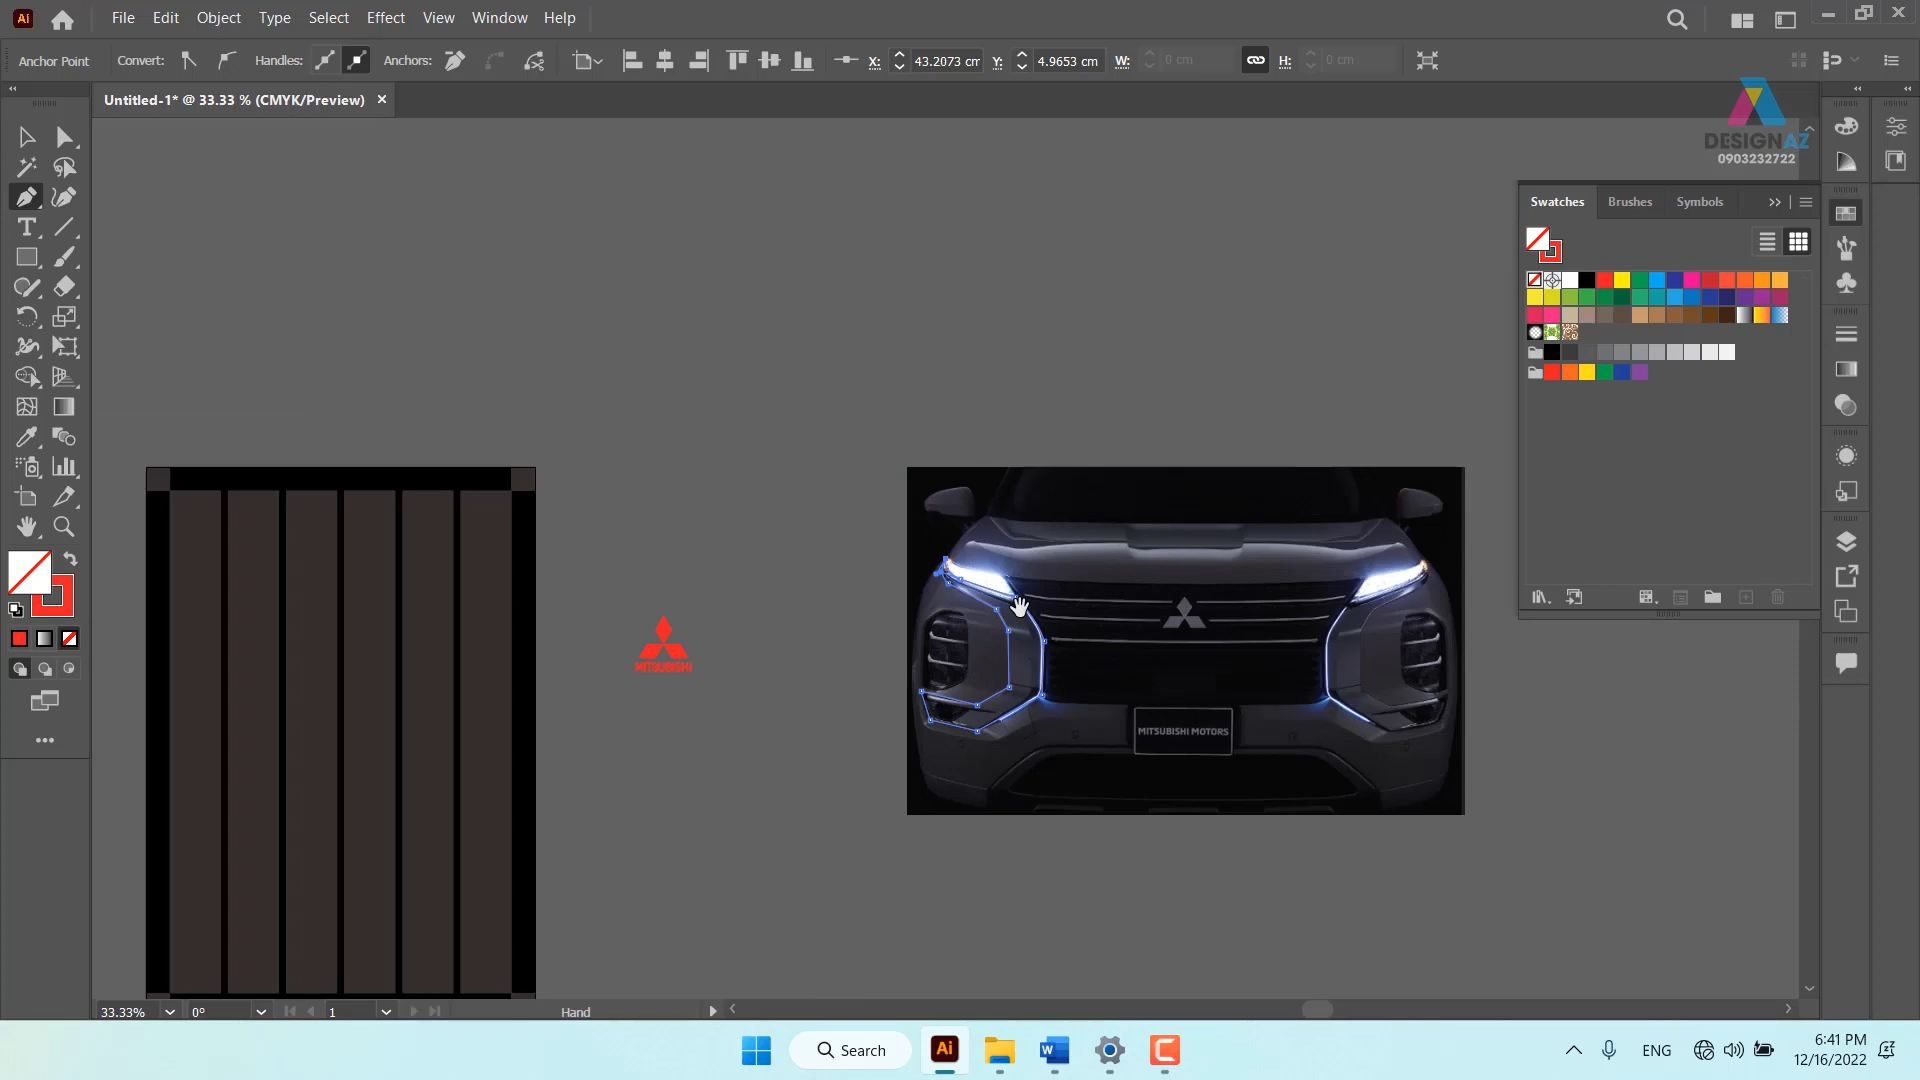 File Edit Object Type Select Effect View Window Help
Anchor Point Convert: Handles: Anchors: X: 43.2073 cm Y: 4.9653 cm W: 0 cm H: 0 cm
Untitled-1* @ 33.33 % (CMYK/Preview)
DESIGNAZ
0903232722
Swatches Brushes Symbols
MITSUBISHI
MITSUBISHI MOTORS
33.33% 0° 1 Hand
Search
ENG
6:41 PM
12/16/2022